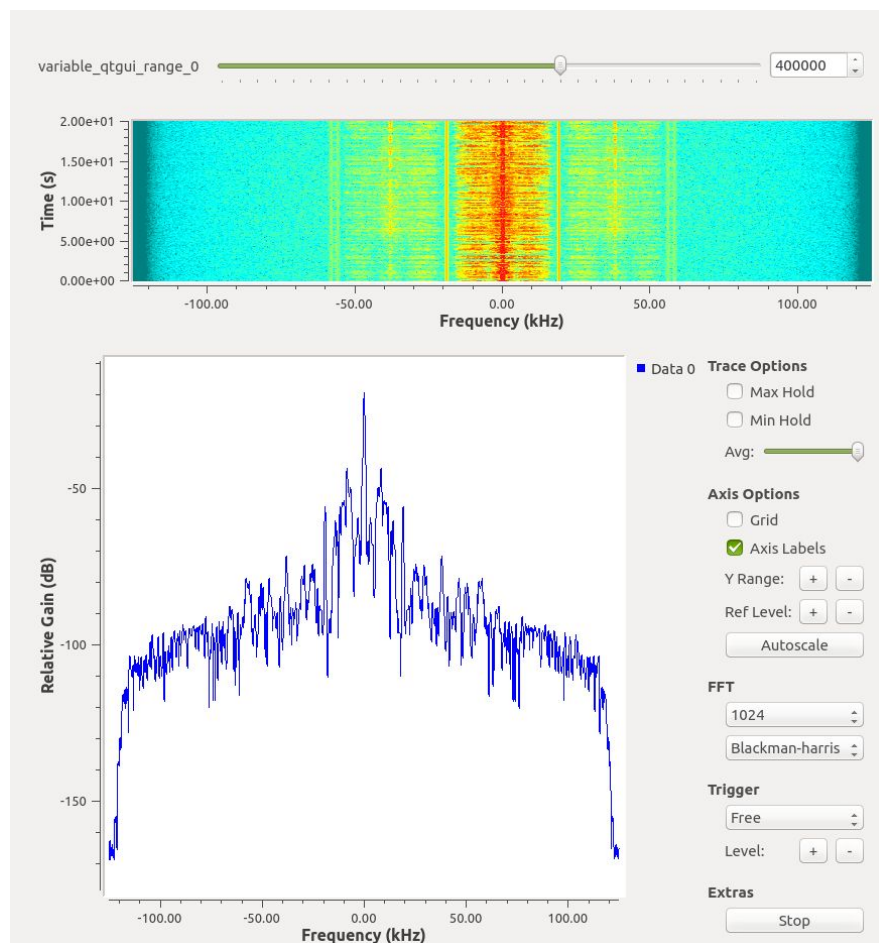 variable_qtgui_range_0 400000
2.00e+01
1.50e+01
1.00e+01
5.00e+00
0.00e+00
Time (s)
-100.00 -50.00 0.00 50.00 100.00
Frequency (kHz)
Data 0
-50
-100
-150
Relative Gain (dB)
-100.00 -50.00 0.00 50.00 100.00
Frequency (kHz)
Trace Options
Max Hold
Min Hold
Avg:
Axis Options
Grid
Axis Labels
Y Range: + -
Ref Level: + -
Autoscale
FFT
1024
Blackman-harris
Trigger
Free
Level: + -
Extras
Stop